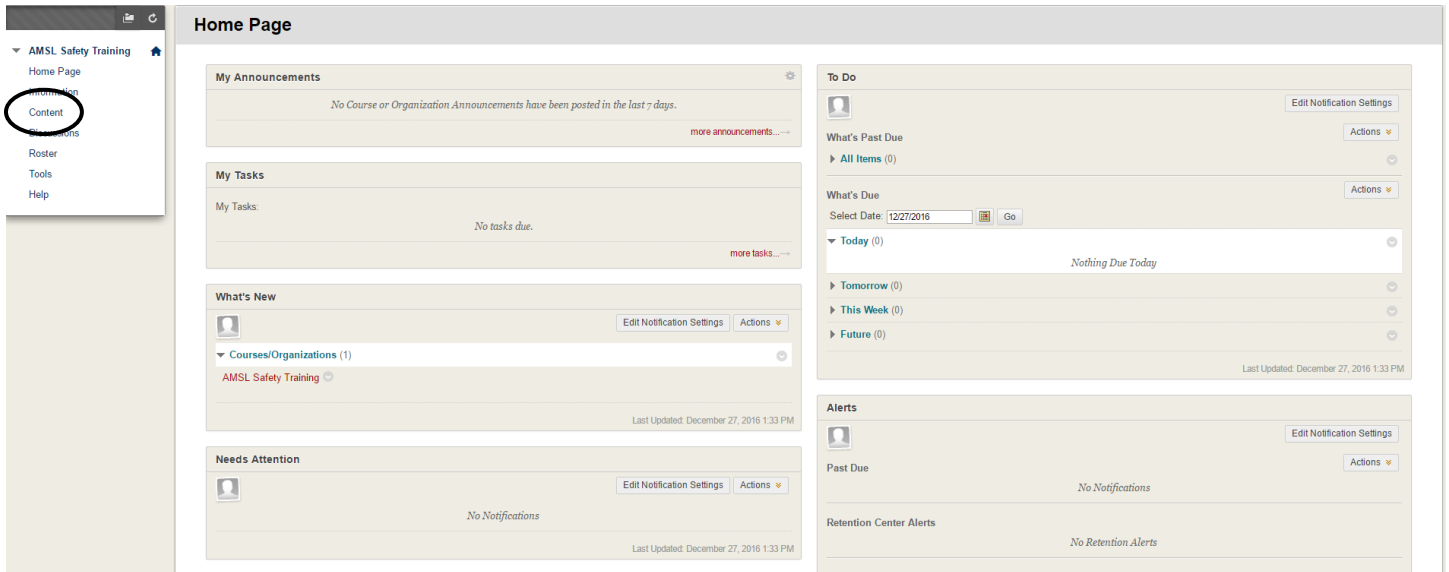 Home Page
AMSL Safety Training
Home Page
Information
Content
Discussions
Roster
Tools
Help
My Announcements
No Course or Organization Announcements have been posted in the last 7 days.
more announcements...→
My Tasks
My Tasks:
No tasks due.
more tasks...→
What's New
Edit Notification Settings Actions
Courses/Organizations (1)
AMSL Safety Training
Last Updated: December 27, 2016 1:33 PM
Needs Attention
Edit Notification Settings Actions
No Notifications
Last Updated: December 27, 2016 1:33 PM
To Do
Edit Notification Settings
Actions
What's Past Due
All Items (0)
Actions
What's Due
Select Date: 12/27/2016 Go
Today (0)
Nothing Due Today
Tomorrow (0)
This Week (0)
Future (0)
Last Updated: December 27, 2016 1:33 PM
Alerts
Edit Notification Settings
Actions
Past Due
No Notifications
Retention Center Alerts
No Retention Alerts